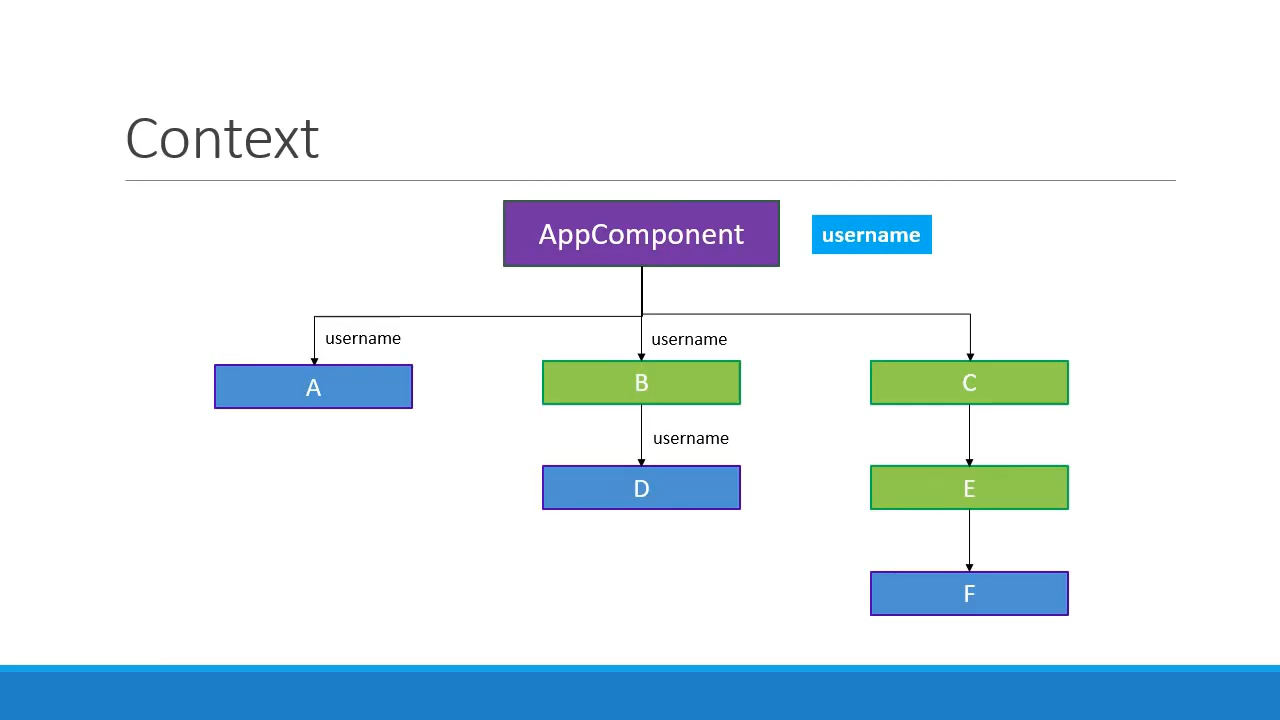 Context
AppComponent
username
username
username
A
B
C
username
D
E
F